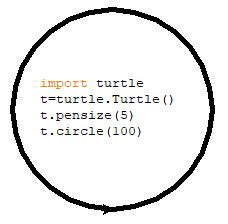 import turtle
t=turtle.Turtle()
t.pensize(5)
t.circle(100)